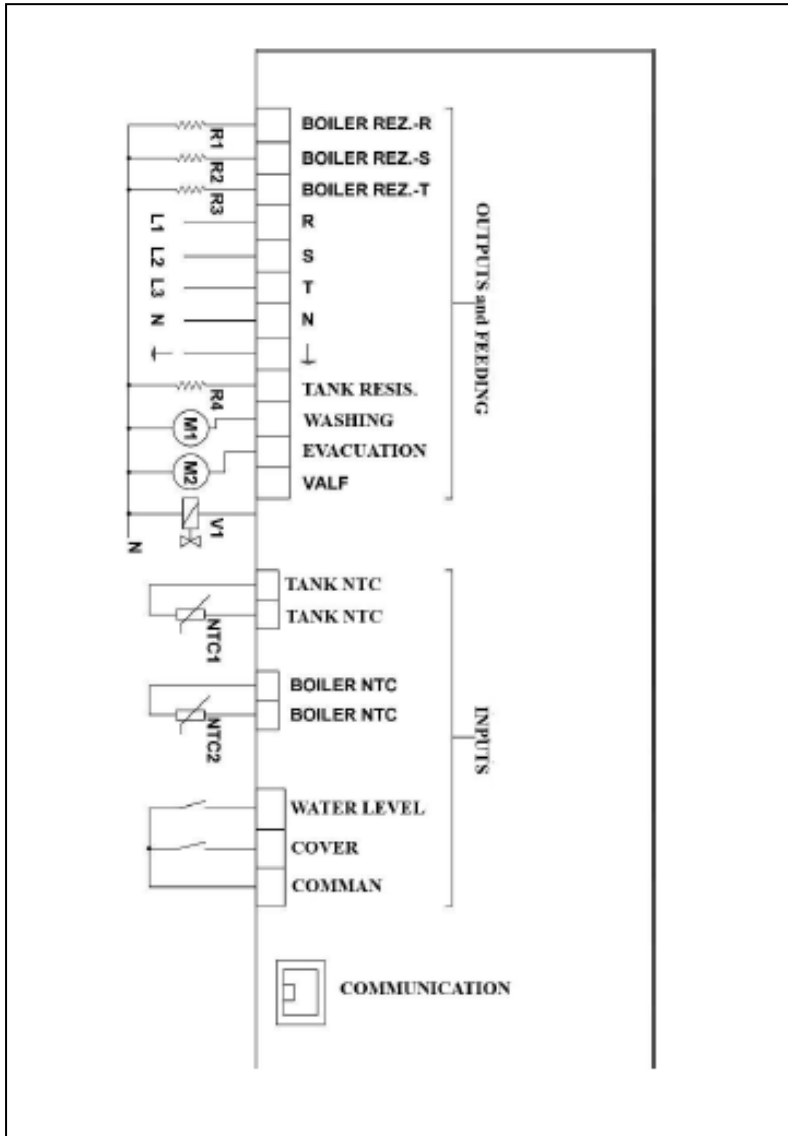 R1 BOILER REZ.-R
R2 BOILER REZ.-S
R3 BOILER REZ.-T
L1 R
L2 S
L3 T
N N
R4 TANK RESIS.
M1 WASHING
M2 EVACUATION
VALF
V1
N
OUTPUTS and FEEDING
TANK NTC
NTC1 TANK NTC
BOILER NTC
NTC2 BOILER NTC
INPUTS
WATER LEVEL
COVER
COMMAN
COMMUNICATION